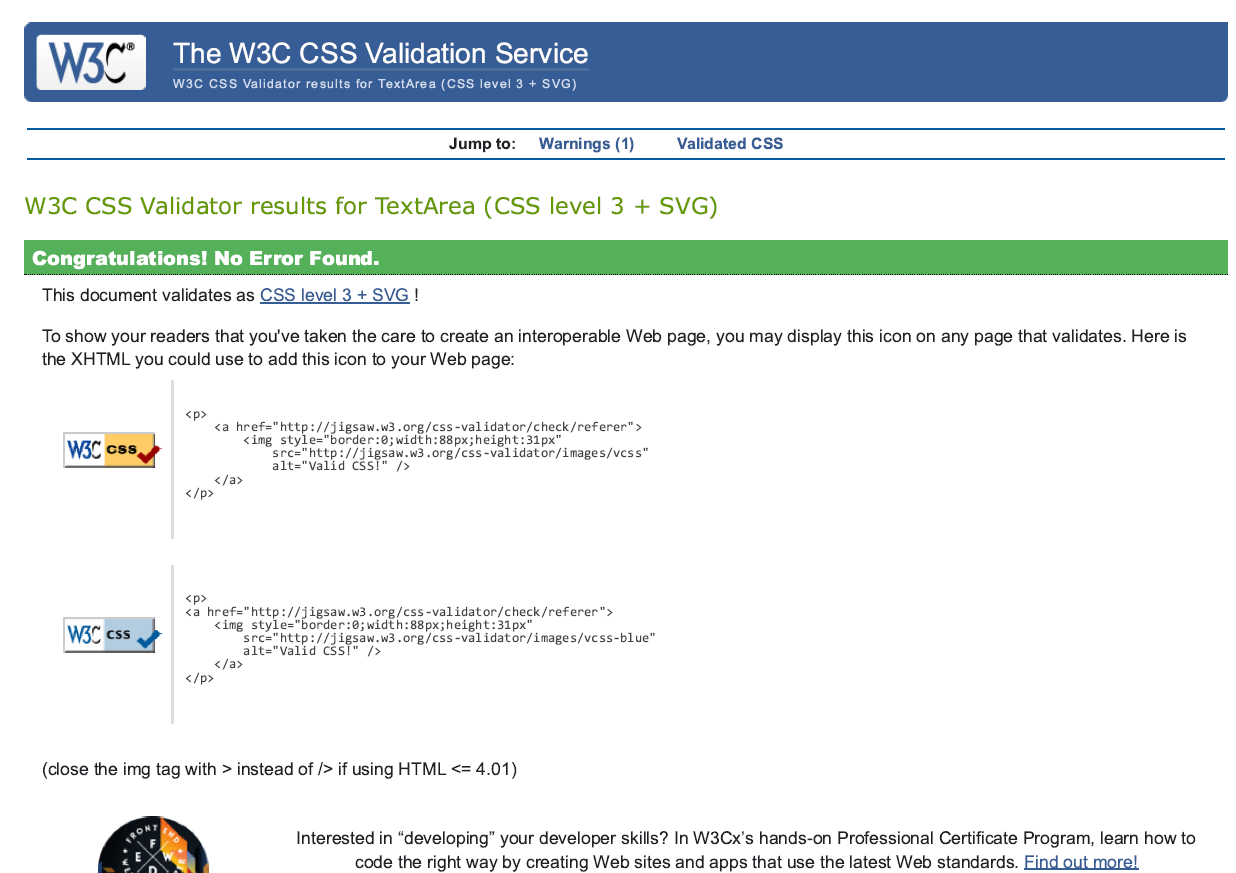 W3C®
The W3C CSS Validation Service
W3C CSS Validator results for TextArea (CSS level 3 + SVG)
Jump to: Warnings (1) Validated CSS
W3C CSS Validator results for TextArea (CSS level 3 + SVG)
Congratulations! No Error Found.
This document validates as CSS level 3 + SVG !
To show your readers that you've taken the care to create an interoperable Web page, you may display this icon on any page that validates. Here is
the XHTML you could use to add this icon to your Web page:
W3C CSS
<p>
    <a href="http://jigsaw.w3.org/css-validator/check/referer">
        <img style="border:0;width:88px;height:31px"
            src="http://jigsaw.w3.org/css-validator/images/vcss"
            alt="Valid CSS!" />
    </a>
</p>
W3C CSS
<p>
<a href="http://jigsaw.w3.org/css-validator/check/referer">
    <img style="border:0;width:88px;height:31px"
        src="http://jigsaw.w3.org/css-validator/images/vcss-blue"
        alt="Valid CSS!" />
    </a>
</p>
(close the img tag with > instead of /> if using HTML <= 4.01)
FRONT END
F
E W
D
Interested in “developing” your developer skills? In W3Cx’s hands-on Professional Certificate Program, learn how to
code the right way by creating Web sites and apps that use the latest Web standards. Find out more!